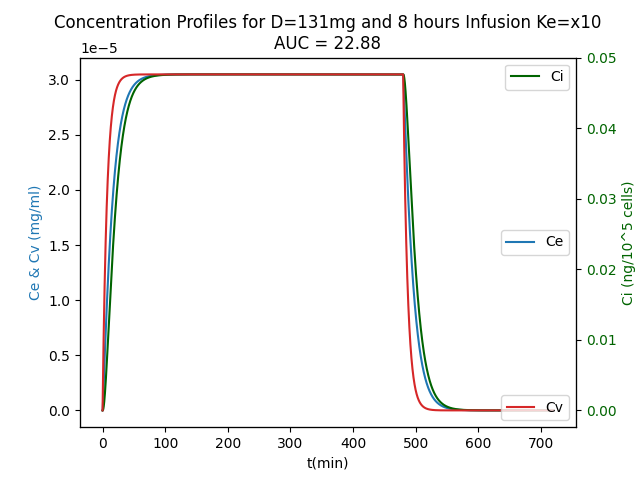 Concentration Profiles for D=131mg and 8 hours Infusion Ke=x10
AUC = 22.88
1e−5
3.0
2.5
2.0
1.5
1.0
0.5
0.0
Ce & Cv (mg/ml)
Ci
Ce
Cv
0.05
0.04
0.03
0.02
0.01
0.00
Ci (ng/10^5 cells)
0
100
200
300
400
500
600
700
t(min)